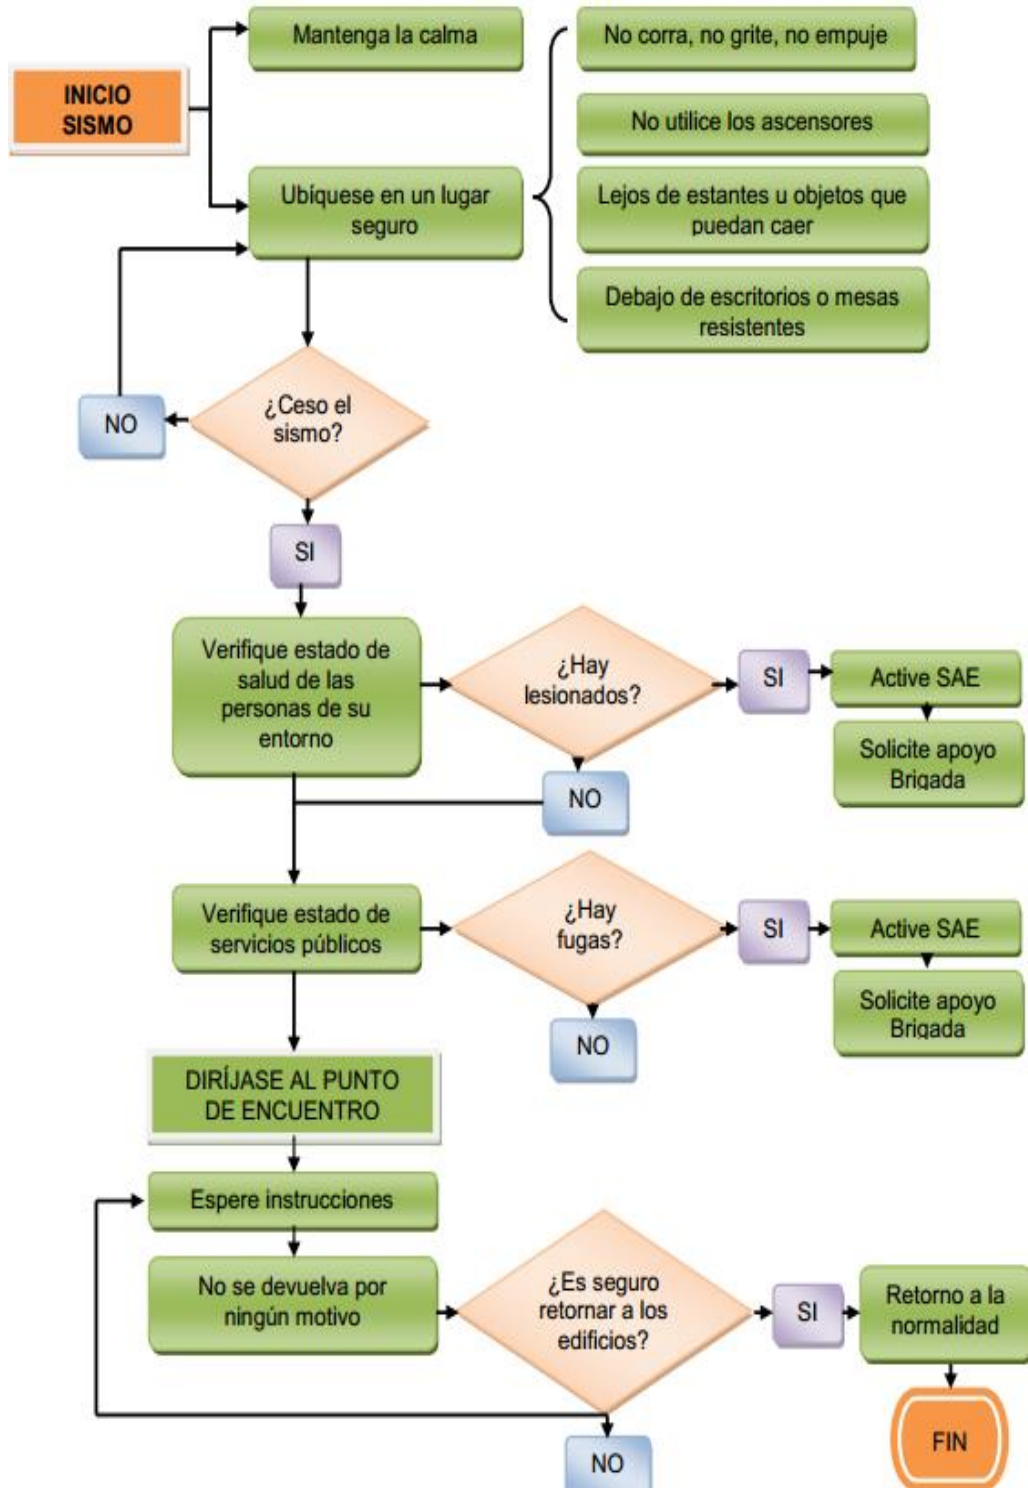 Mantenga la calma
No corra, no grite, no empuje
INICIO
SISMO
No utilice los ascensores
Ubíquese en un lugar
seguro
Lejos de estantes u objetos que
puedan caer
Debajo de escritorios o mesas
resistentes
¿Ceso el
sismo?
NO
SI
Verifique estado de
salud de las
personas de su
entorno
¿Hay
lesionados?
SI
Active SAE
Solicite apoyo
Brigada
NO
Verifique estado de
servicios públicos
¿Hay
fugas?
SI
Active SAE
Solicite apoyo
Brigada
NO
DIRÍJASE AL PUNTO
DE ENCUENTRO
Espere instrucciones
No se devuelva por
ningún motivo
¿Es seguro
retornar a los
edificios?
SI
Retorno a la
normalidad
NO
FIN